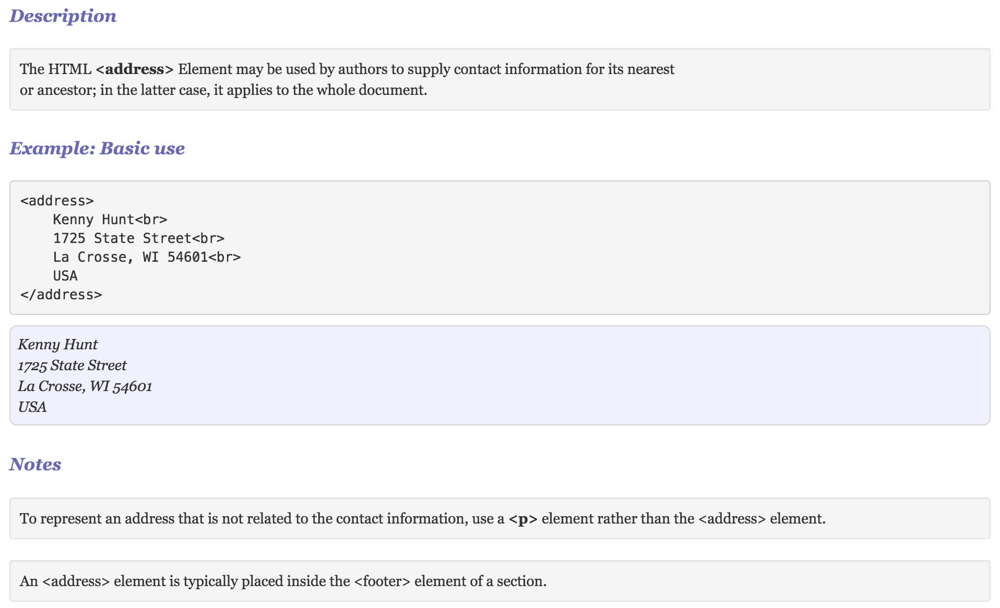 Description
The HTML <address> Element may be used by authors to supply contact information for its nearest
or ancestor; in the latter case, it applies to the whole document.
Example: Basic use
<address>
    Kenny Hunt<br>
    1725 State Street<br>
    La Crosse, WI 54601<br>
    USA
</address>
Kenny Hunt
1725 State Street
La Crosse, WI 54601
USA
Notes
To represent an address that is not related to the contact information, use a <p> element rather than the <address> element.
An <address> element is typically placed inside the <footer> element of a section.